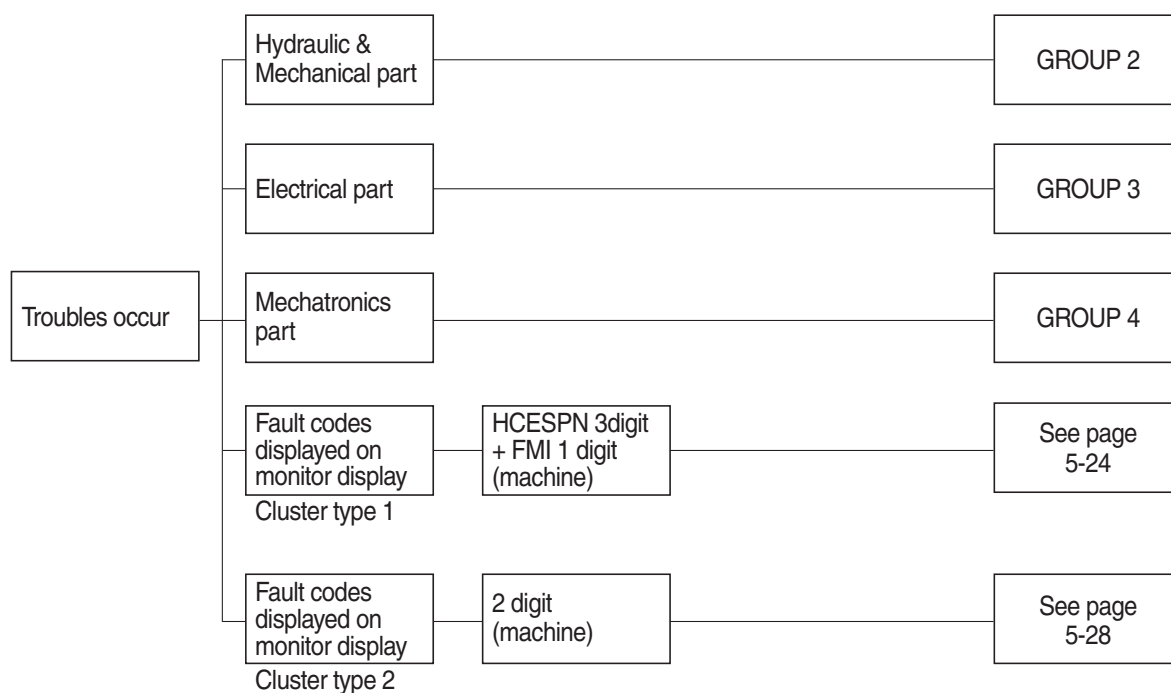 Hydraulic &
Mechanical part
GROUP 2
Electrical part
GROUP 3
Troubles occur
Mechatronics
part
GROUP 4
Fault codes
displayed on
monitor display
Cluster type 1
HCESPN 3digit
+ FMI 1 digit
(machine)
See page
5-24
Fault codes
displayed on
monitor display
Cluster type 2
2 digit
(machine)
See page
5-28